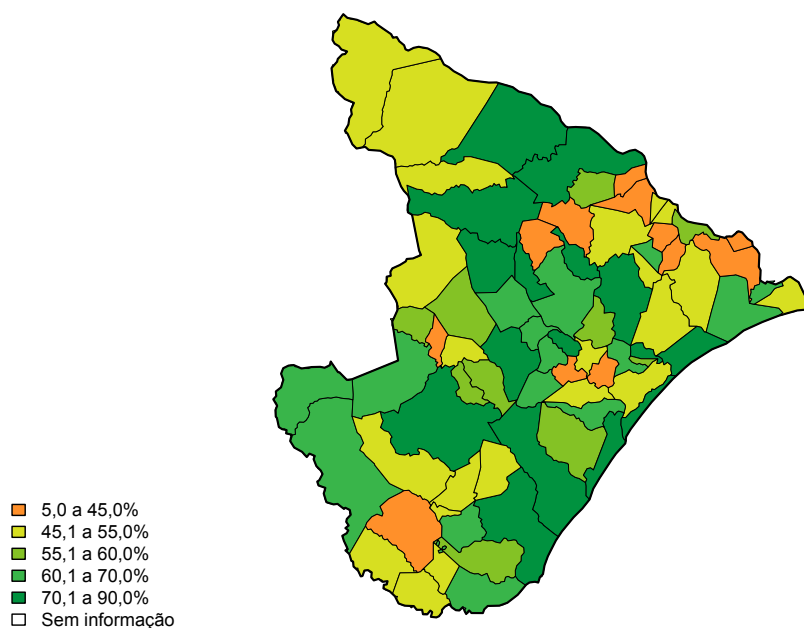 5,0 a 45,0%
45,1 a 55,0%
55,1 a 60,0%
60,1 a 70,0%
70,1 a 90,0%
Sem informação